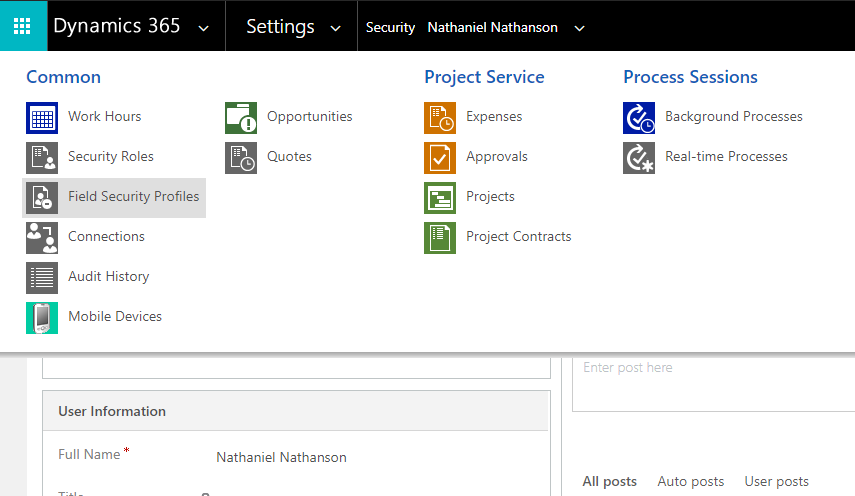 Dynamics 365 Settings Security Nathaniel Nathanson
Common
Work Hours
Security Roles
Field Security Profiles
Connections
Audit History
Mobile Devices
Opportunities
Quotes
Project Service
Expenses
Approvals
Projects
Project Contracts
Process Sessions
Background Processes
Real-time Processes
User Information
Full Name * Nathaniel Nathanson
Enter post here
All posts Auto posts User posts